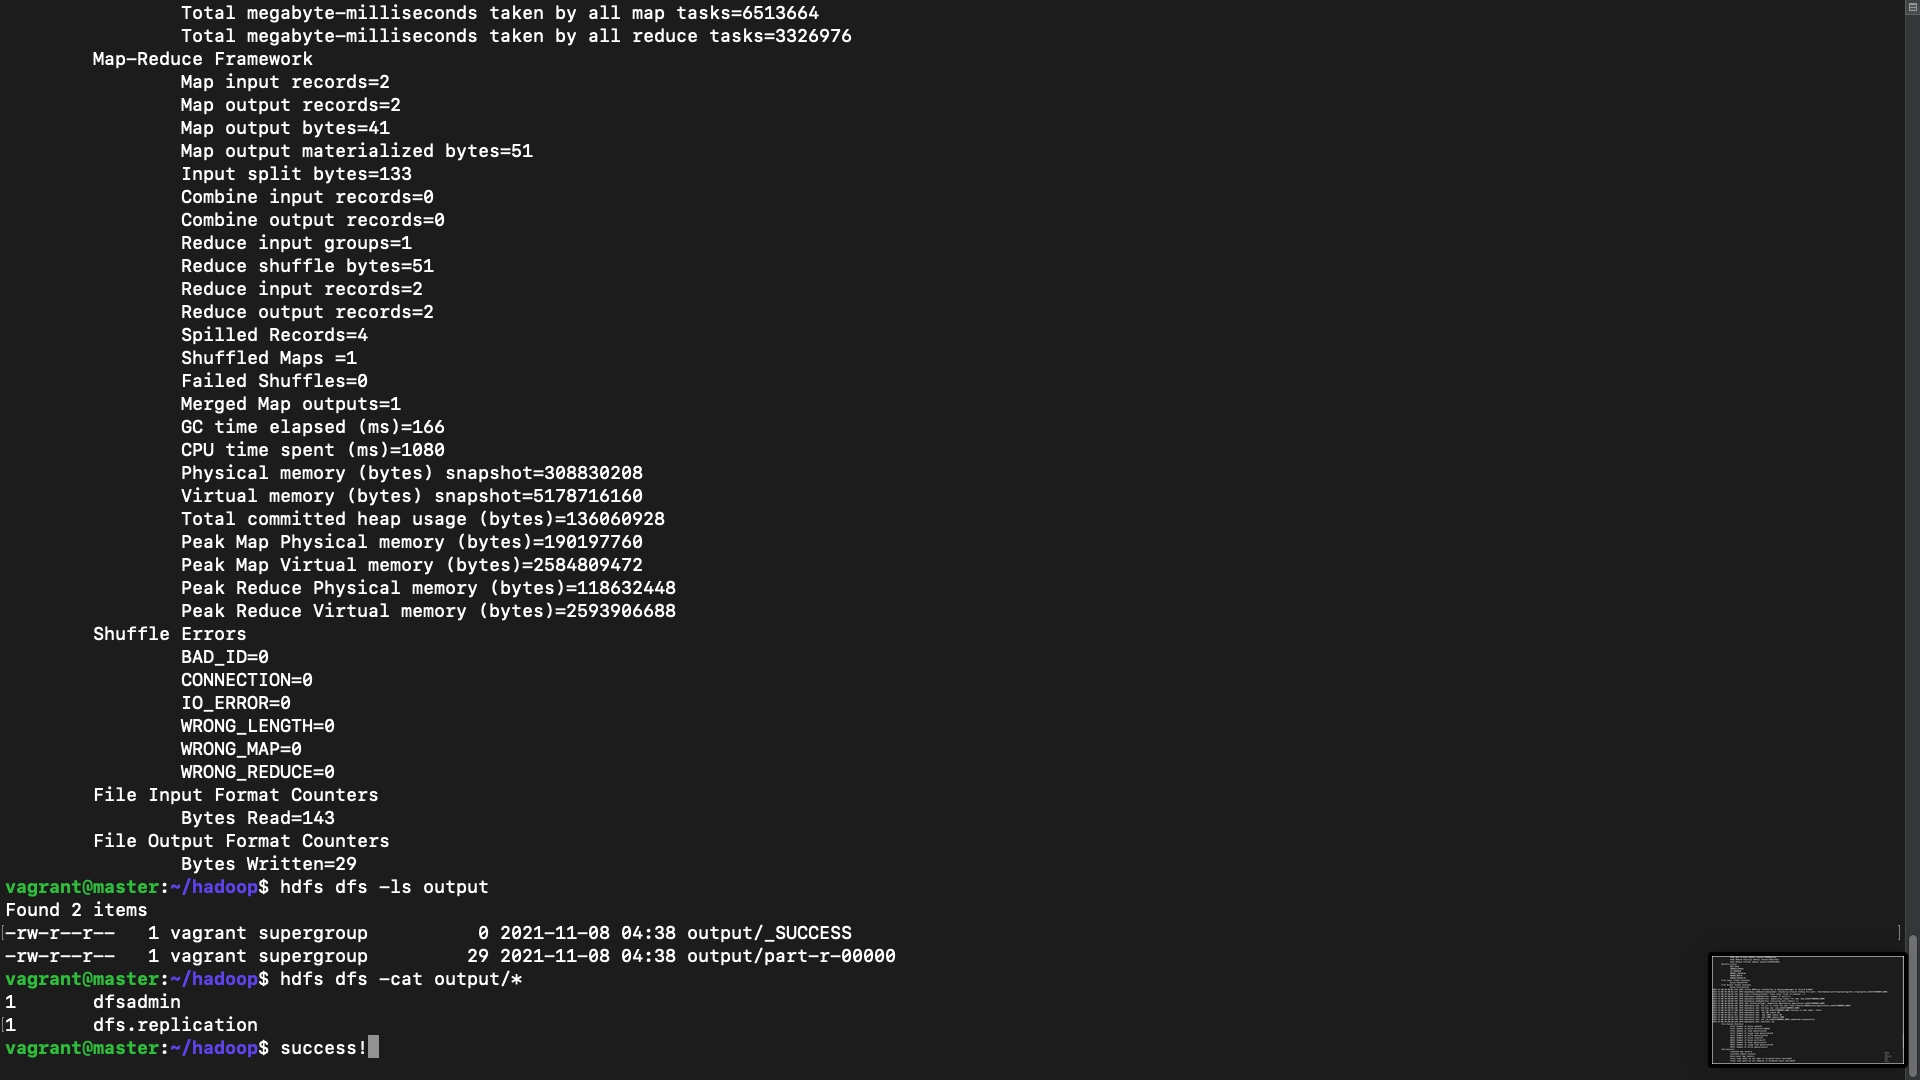 Total megabyte-milliseconds taken by all map tasks=6513664
Total megabyte-milliseconds taken by all reduce tasks=3326976
Map-Reduce Framework
Map input records=2
Map output records=2
Map output bytes=41
Map output materialized bytes=51
Input split bytes=133
Combine input records=0
Combine output records=0
Reduce input groups=1
Reduce shuffle bytes=51
Reduce input records=2
Reduce output records=2
Spilled Records=4
Shuffled Maps =1
Failed Shuffles=0
Merged Map outputs=1
GC time elapsed (ms)=166
CPU time spent (ms)=1080
Physical memory (bytes) snapshot=308830208
Virtual memory (bytes) snapshot=5178716160
Total committed heap usage (bytes)=136060928
Peak Map Physical memory (bytes)=190197760
Peak Map Virtual memory (bytes)=2584809472
Peak Reduce Physical memory (bytes)=118632448
Peak Reduce Virtual memory (bytes)=2593906688
Shuffle Errors
BAD_ID=0
CONNECTION=0
IO_ERROR=0
WRONG_LENGTH=0
WRONG_MAP=0
WRONG_REDUCE=0
File Input Format Counters
Bytes Read=143
File Output Format Counters
Bytes Written=29
vagrant@master:~/hadoop$ hdfs dfs -ls output
Found 2 items
-rw-r--r--   1 vagrant supergroup          0 2021-11-08 04:38 output/_SUCCESS
-rw-r--r--   1 vagrant supergroup         29 2021-11-08 04:38 output/part-r-00000
vagrant@master:~/hadoop$ hdfs dfs -cat output/*
1       dfsadmin
1       dfs.replication
vagrant@master:~/hadoop$ success!